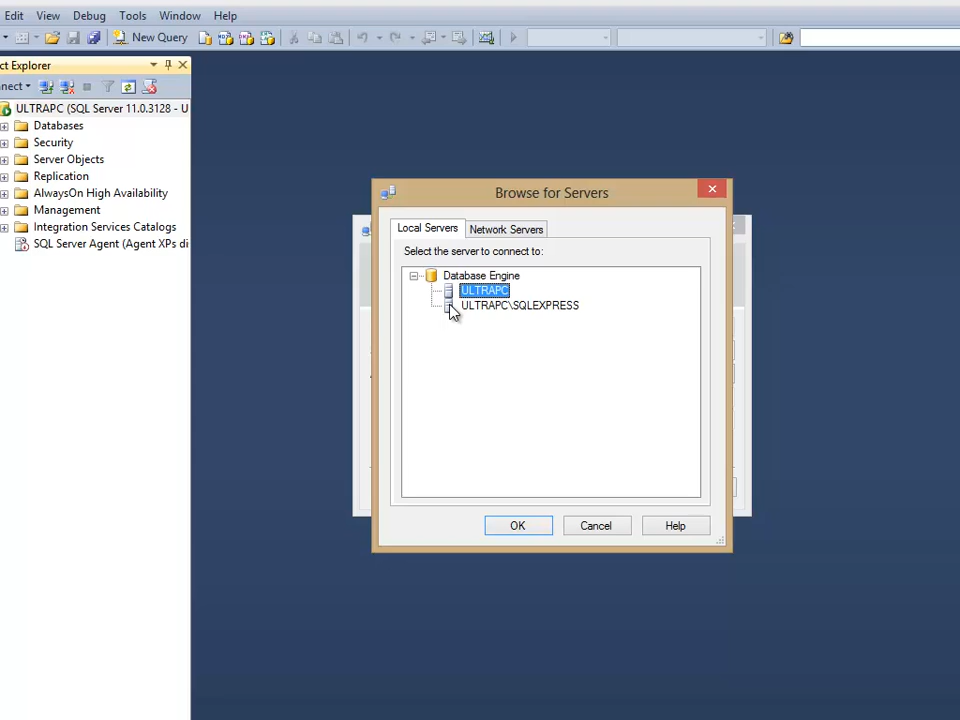 Edit View Debug Tools Window Help
New Query
ct Explorer
nect
ULTRAPC (SQL Server 11.0.3128 - U
Databases
Security
Server Objects
Replication
AlwaysOn High Availability
Management
Integration Services Catalogs
SQL Server Agent (Agent XPs di
Browse for Servers
Local Servers Network Servers
Select the server to connect to:
Database Engine
ULTRAPC
ULTRAPC\SQLEXPRESS
OK Cancel Help